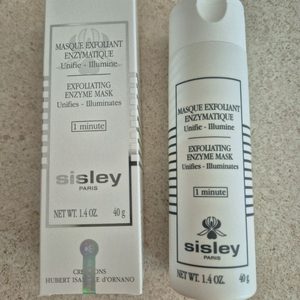 MASQUE EXFOLIANT
ENZYMATIQUE
Unifie - Illumine
EXFOLIATING
ENZYME MASK
Unifies - Illuminates
1 minute
sisley
PARIS
NET WT. 1.4 OZ. 40 g
CREATIONS
HUBERT ISABELLE d'ORNANO
MASQUE EXFOLIANT
ENZYMATIQUE
Unifie - Illumine
EXFOLIATING
ENZYME MASK
Unifies - Illuminates
1 minute
sisley
PARIS
NET WT. 1.4 OZ. 40 g